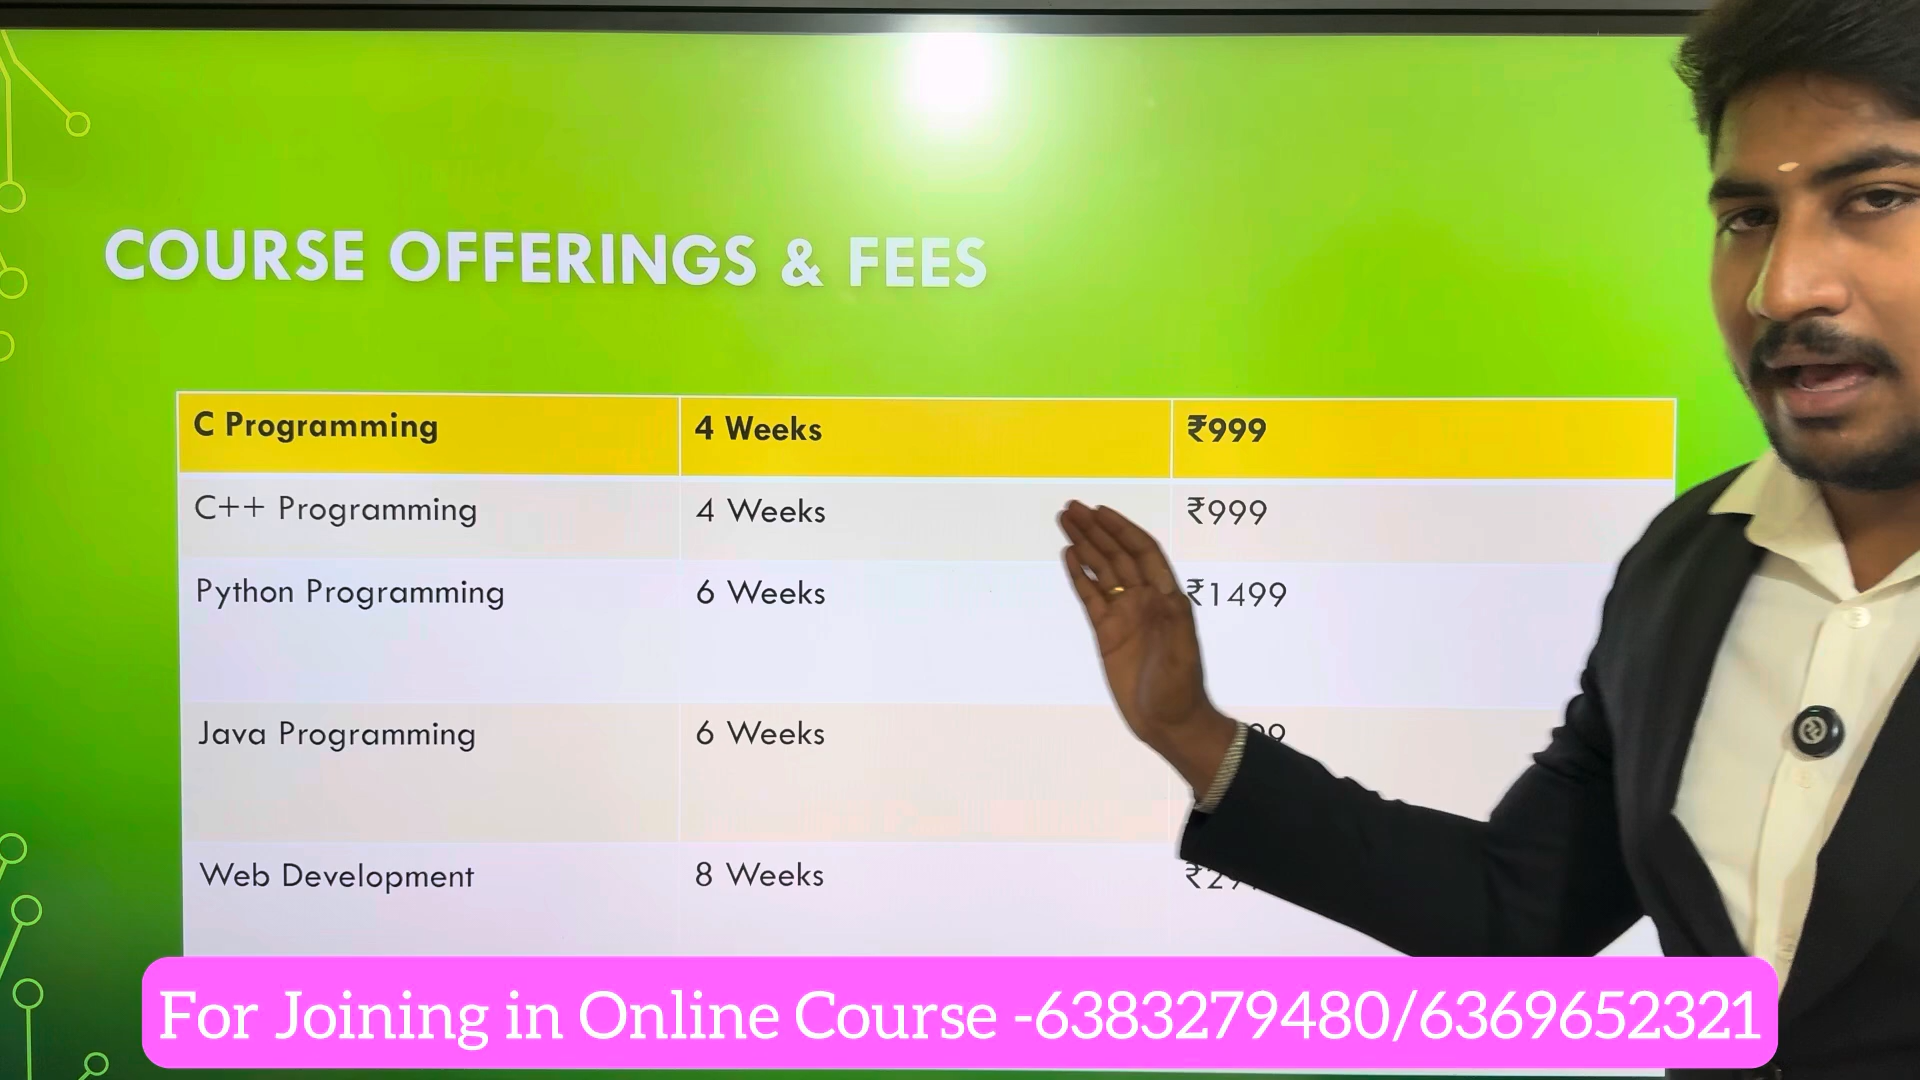 COURSE OFFERINGS & FEES
C Programming 4 Weeks ₹999
C++ Programming 4 Weeks ₹999
Python Programming 6 Weeks ₹1499
Java Programming 6 Weeks
Web Development 8 Weeks
For Joining in Online Course -6383279480/6369652321